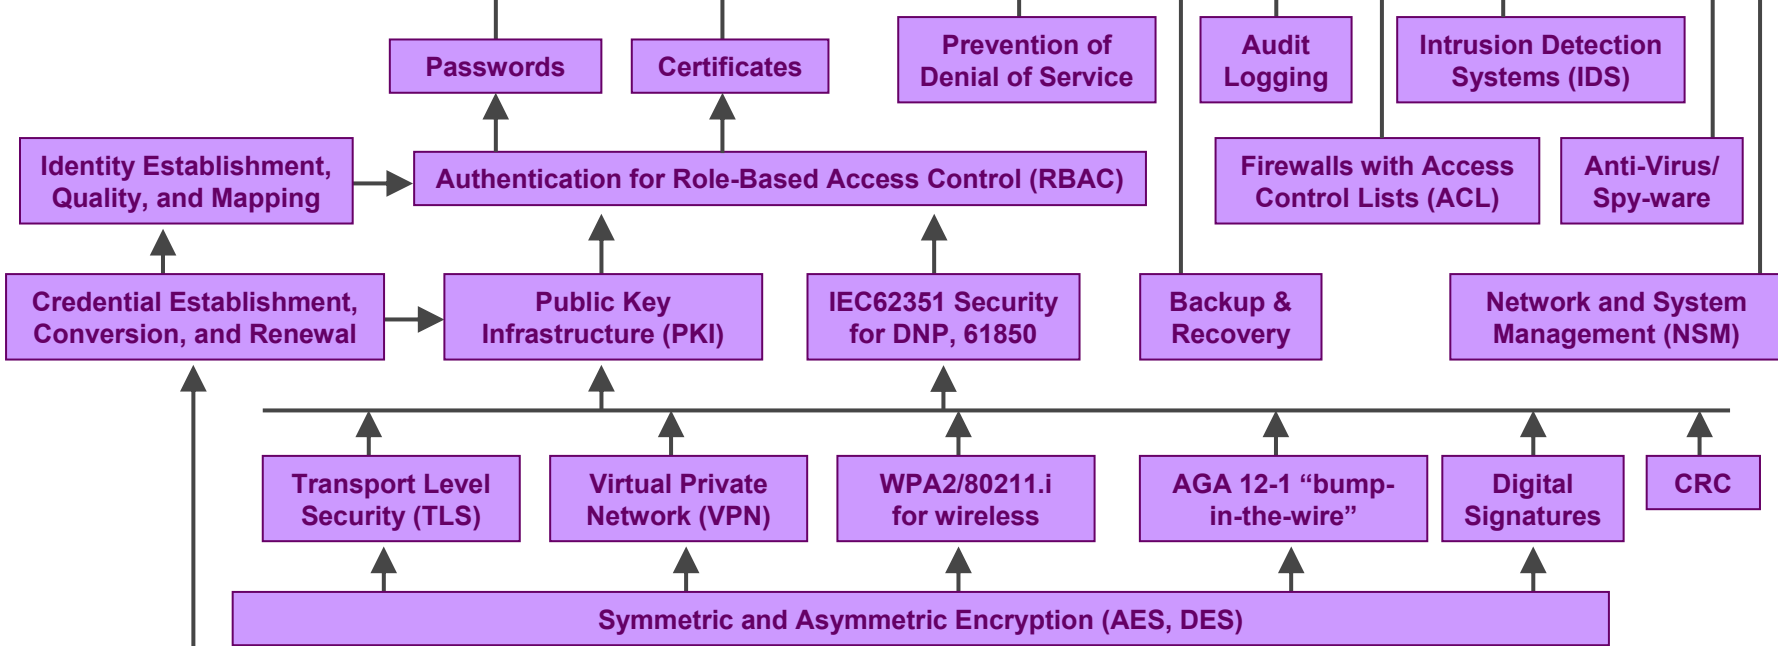 Passwords
Certificates
Prevention of
Denial of Service
Audit
Logging
Intrusion Detection
Systems (IDS)
Identity Establishment,
Quality, and Mapping
Authentication for Role-Based Access Control (RBAC)
Firewalls with Access
Control Lists (ACL)
Anti-Virus/
Spy-ware
Credential Establishment,
Conversion, and Renewal
Public Key
Infrastructure (PKI)
IEC62351 Security
for DNP, 61850
Backup &
Recovery
Network and System
Management (NSM)
Transport Level
Security (TLS)
Virtual Private
Network (VPN)
WPA2/80211.i
for wireless
AGA 12-1 “bump-
in-the-wire”
Digital
Signatures
CRC
Symmetric and Asymmetric Encryption (AES, DES)